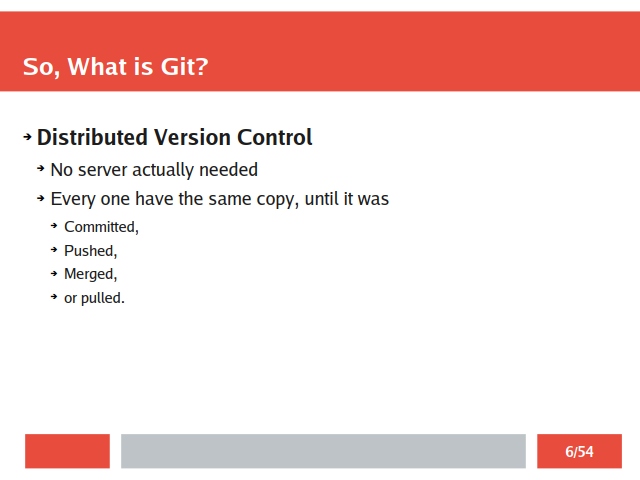 So, What is Git?
➔ Distributed Version Control
➔ No server actually needed
➔ Every one have the same copy, until it was
➔ Committed,
➔ Pushed,
➔ Merged,
➔ or pulled.
6/54